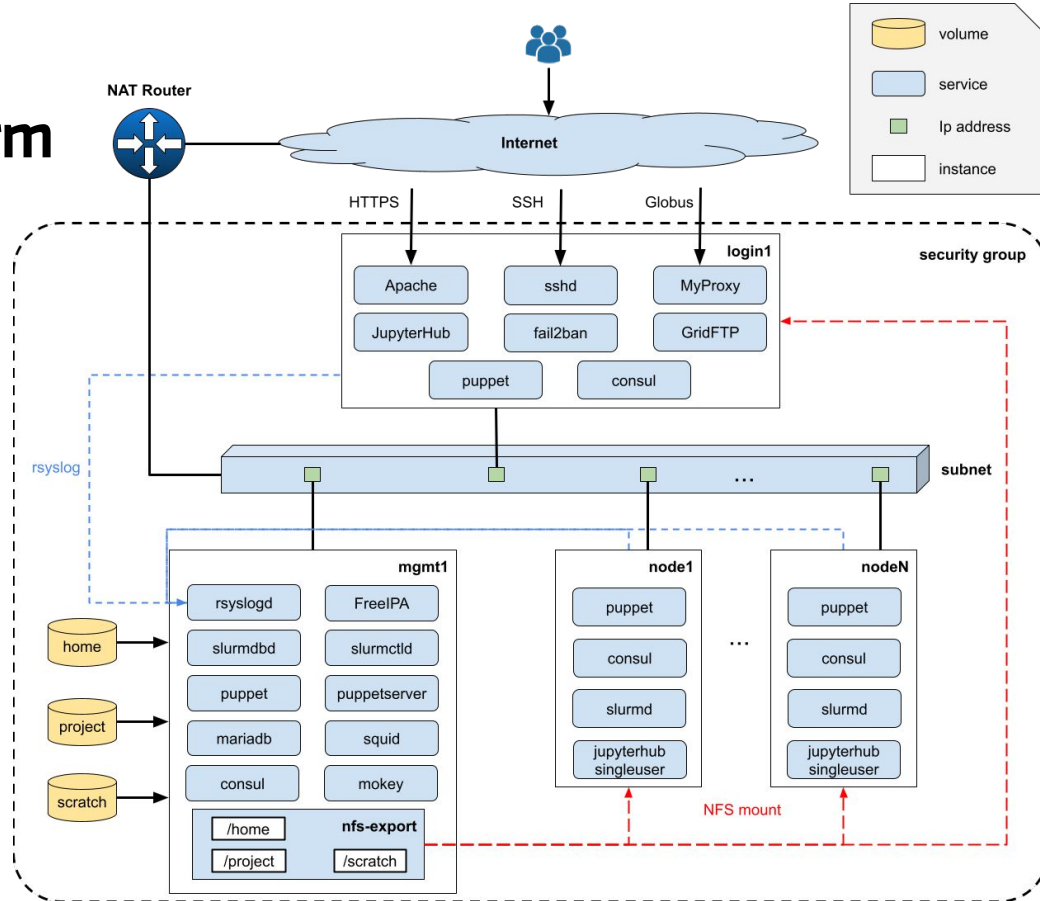 volume
service
Ip address
instance
NAT Router
rm
Internet
HTTPS
SSH
Globus
login1
security group
Apache
sshd
MyProxy
JupyterHub
fail2ban
GridFTP
puppet
consul
rsyslog
...
subnet
mgmt1
node1
nodeN
rsyslogd
FreeIPA
puppet
puppet
home
slurmdbd
slurmctld
consul
...
consul
puppet
puppetserver
slurmd
slurmd
project
mariadb
squid
jupyterhub
singleuser
jupyterhub
singleuser
scratch
consul
mokey
NFS mount
/home
nfs-export
/project
/scratch